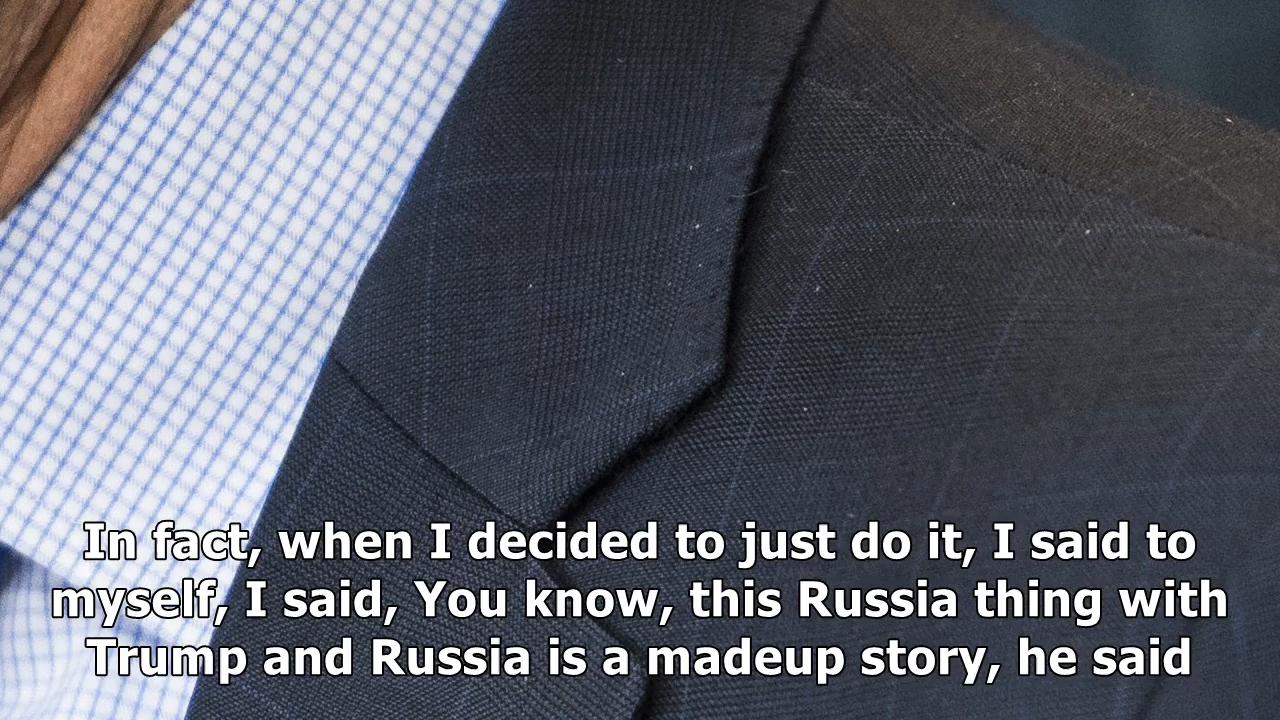 In fact, when I decided to just do it, I said to
myself, I said, You know, this Russia thing with
Trump and Russia is a madeup story, he said